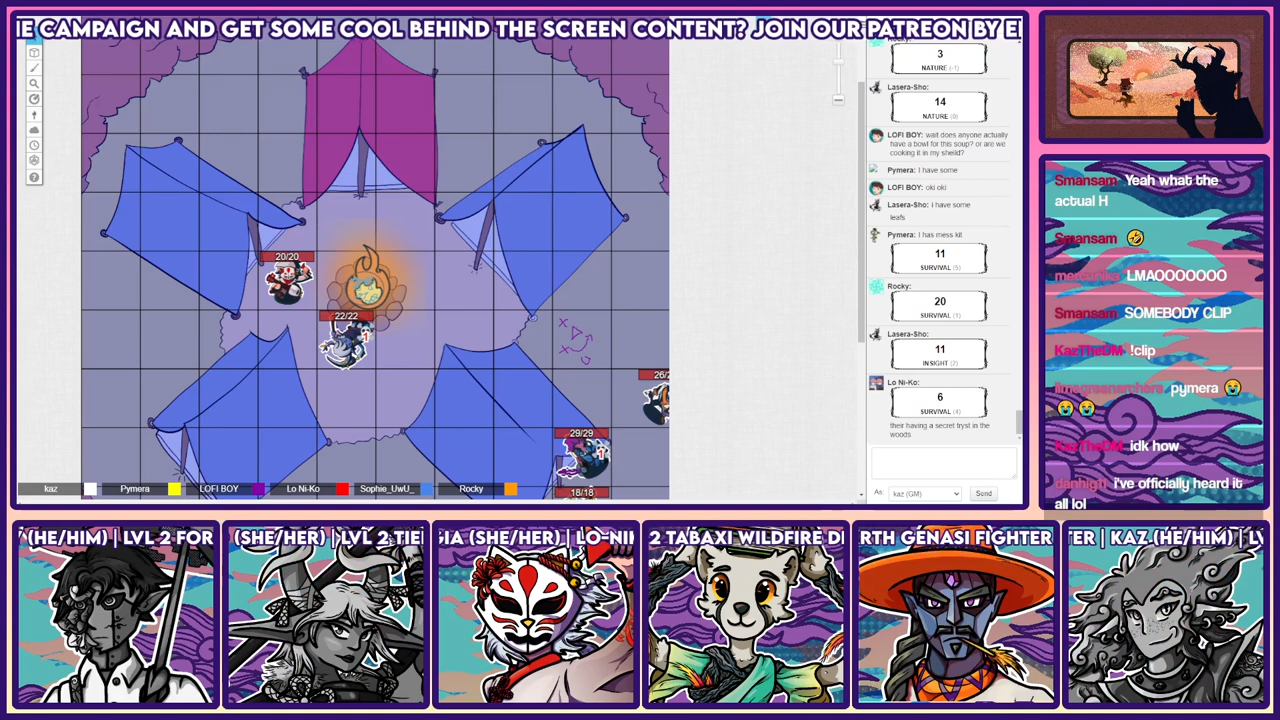 E CAMPAIGN AND GET SOME COOL BEHIND THE SCREEN CONTENT? JOIN OUR PATREON BY E
Rocky:
3
NATURE (-1)
Lasera-Sho:
14
NATURE (0)
LOFI BOY: wait does anyone actually
have a bowl for this soup? or are we
cooking it in my sheild?
Pymera: I have some
LOFI BOY: oki oki
Lasera-Sho: i have some
leafs
Pymera: I has mess kit
11
SURVIVAL (5)
Rocky:
20
SURVIVAL (1)
Lasera-Sho:
11
INSIGHT (2)
Lo Ni-Ko:
6
SURVIVAL (4)
their having a secret tryst in the
woods
As:
kaz (GM)
Send
20/20
22/22
26/2
29/29
18/18
kaz
Pymera
LOFI BOY
Lo Ni-Ko
Sophie_UwU_
Rocky
Smansam Yeah what the
actual H
Smansam
LMAOOOOOO
Smansam SOMEBODY CLIP
KazTheDM !clip
pymera
KazTheDM idk how
danhigh i've officially heard it
all lol
(HE/HIM) | LVL 2 FOR
(SHE/HER) | LVL 2 TIE
GIA (SHE/HER) | LO-NI
2 TABAXI WILDFIRE D
RTH GENASI FIGHTER
TER | KAZ (HE/HIM) | LV